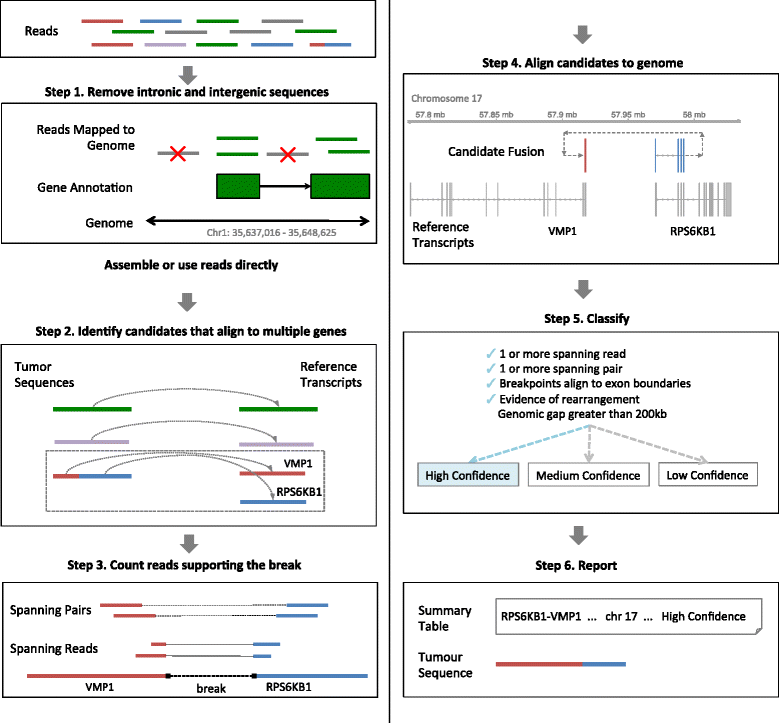 Reads
Step 1. Remove intronic and intergenic sequences
Reads Mapped to
Genome
Gene Annotation
Genome
Chr1: 35,637,016 - 35,648,625
Assemble or use reads directly
Step 2. Identify candidates that align to multiple genes
Tumor
Sequences
Reference
Transcripts
VMP1
RPS6KB1
Step 3. Count reads supporting the break
Spanning Pairs
Spanning Reads
VMP1
break
RPS6KB1
Step 4. Align candidates to genome
Chromosome 17
57.8 mb
57.85 mb
57.9 mb
57.95 mb
58 mb
Candidate Fusion
Reference
Transcripts
VMP1
RPS6KB1
Step 5. Classify
✓ 1 or more spanning read
✓ 1 or more spanning pair
✓ Breakpoints align to exon boundaries
✓ Evidence of rearrangement
Genomic gap greater than 200kb
High Confidence
Medium Confidence
Low Confidence
Step 6. Report
Summary
Table
RPS6KB1-VMP1 ... chr 17 ... High Confidence
Tumour
Sequence